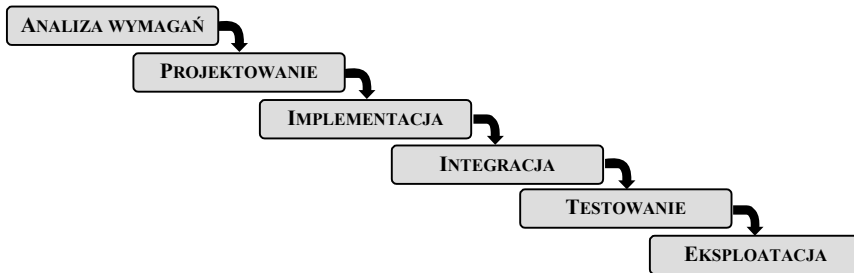 ANALIZA WYMAGAŃ
PROJEKTOWANIE
IMPLEMENTACJA
INTEGRACJA
TESTOWANIE
EKSPLOATACJA